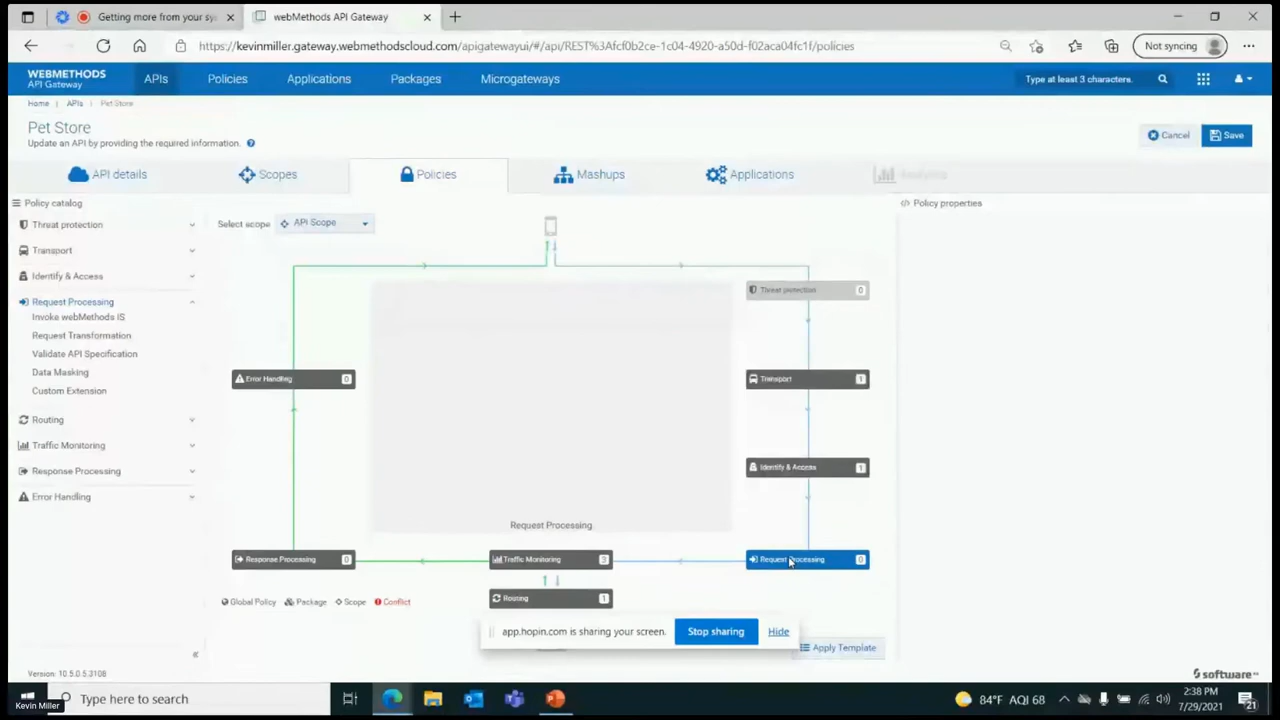 Getting more from your sy
webMethods API Gateway
https://kevinmiller.gateway.webmethodscloud.com/apigatewayui/#/api/REST%3Afcf0b2ce-1c04-4920-a50d-f02aca04fc1f/policies
Not syncing
WEBMETHODS
API Gateway
APIs
Policies
Applications
Packages
Microgateways
Type at least 3 characters.
Home | APIs > Pet Store
Pet Store
Update an API by providing the required information.
Cancel
Save
API details
Scopes
Policies
Mashups
Applications
Analytics
Policy catalog
Threat protection
Transport
Identify & Access
Request Processing
Invoke webMethods IS
Request Transformation
Validate API Specification
Data Masking
Custom Extension
Routing
Traffic Monitoring
Response Processing
Error Handling
Select scope
API Scope
</> Policy properties
Threat protection 0
Error Handling 0
Transport 1
Identify & Access 1
Request Processing
Response Processing 0
Traffic Monitoring
Request Processing 0
Routing 1
Global Policy Package Scope Conflict
app.hopin.com is sharing your screen.
Stop sharing
Hide
Apply Template
«
Version: 10.5.0.5.3108
software
Type here to search
84°F AQI 68
2:38 PM
7/29/2021
21
Kevin Miller